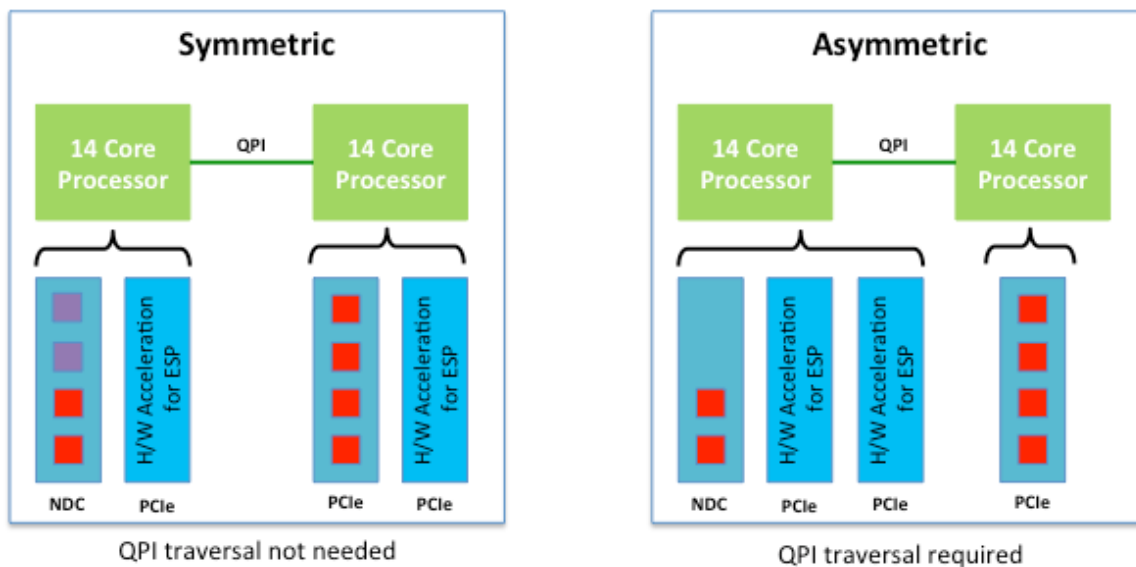 Symmetric
14 Core
Processor
QPI
14 Core
Processor
H/W Acceleration
for ESP
H/W Acceleration
for ESP
NDC
PCIe
PCIe
PCIe
QPI traversal not needed
Asymmetric
14 Core
Processor
QPI
14 Core
Processor
H/W Acceleration
for ESP
H/W Acceleration
for ESP
NDC
PCIe
PCIe
PCIe
QPI traversal required